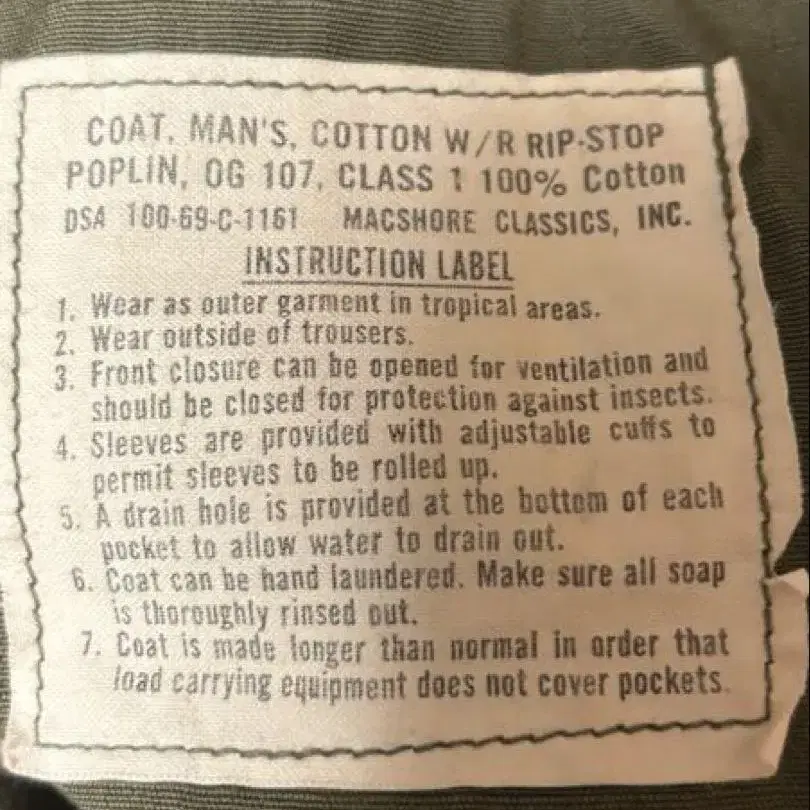 COAT, MAN'S, COTTON W/R RIP-STOP
POPLIN, OG 107, CLASS 1 100% Cotton
DSA 100-69-C-1161 MACSHORE CLASSICS, INC.
INSTRUCTION LABEL
1. Wear as outer garment in tropical areas.
2. Wear outside of trousers.
3. Front closure can be opened for ventilation and
should be closed for protection against insects.
4. Sleeves are provided with adjustable cuffs to
permit sleeves to be rolled up.
5. A drain hole is provided at the bottom of each
pocket to allow water to drain out.
6. Coat can be hand laundered. Make sure all soap
is thoroughly rinsed out.
7. Coat is made longer than normal in order that
load carrying equipment does not cover pockets.